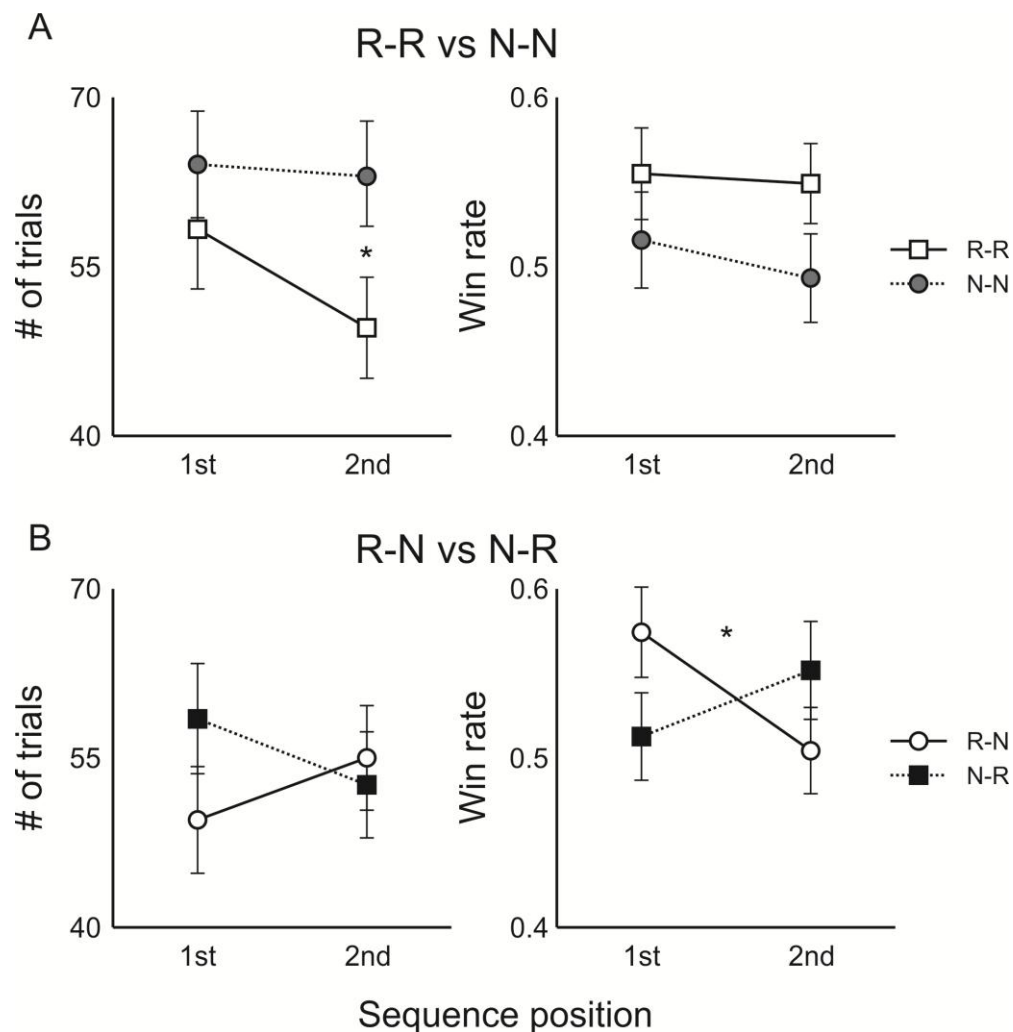 A
R-R vs N-N
# of trials
70
55
40
*
1st
2nd
Win rate
0.6
0.5
0.4
1st
2nd
R-R
N-N
B
R-N vs N-R
# of trials
70
55
40
1st
2nd
Win rate
0.6
0.5
0.4
*
1st
2nd
R-N
N-R
Sequence position